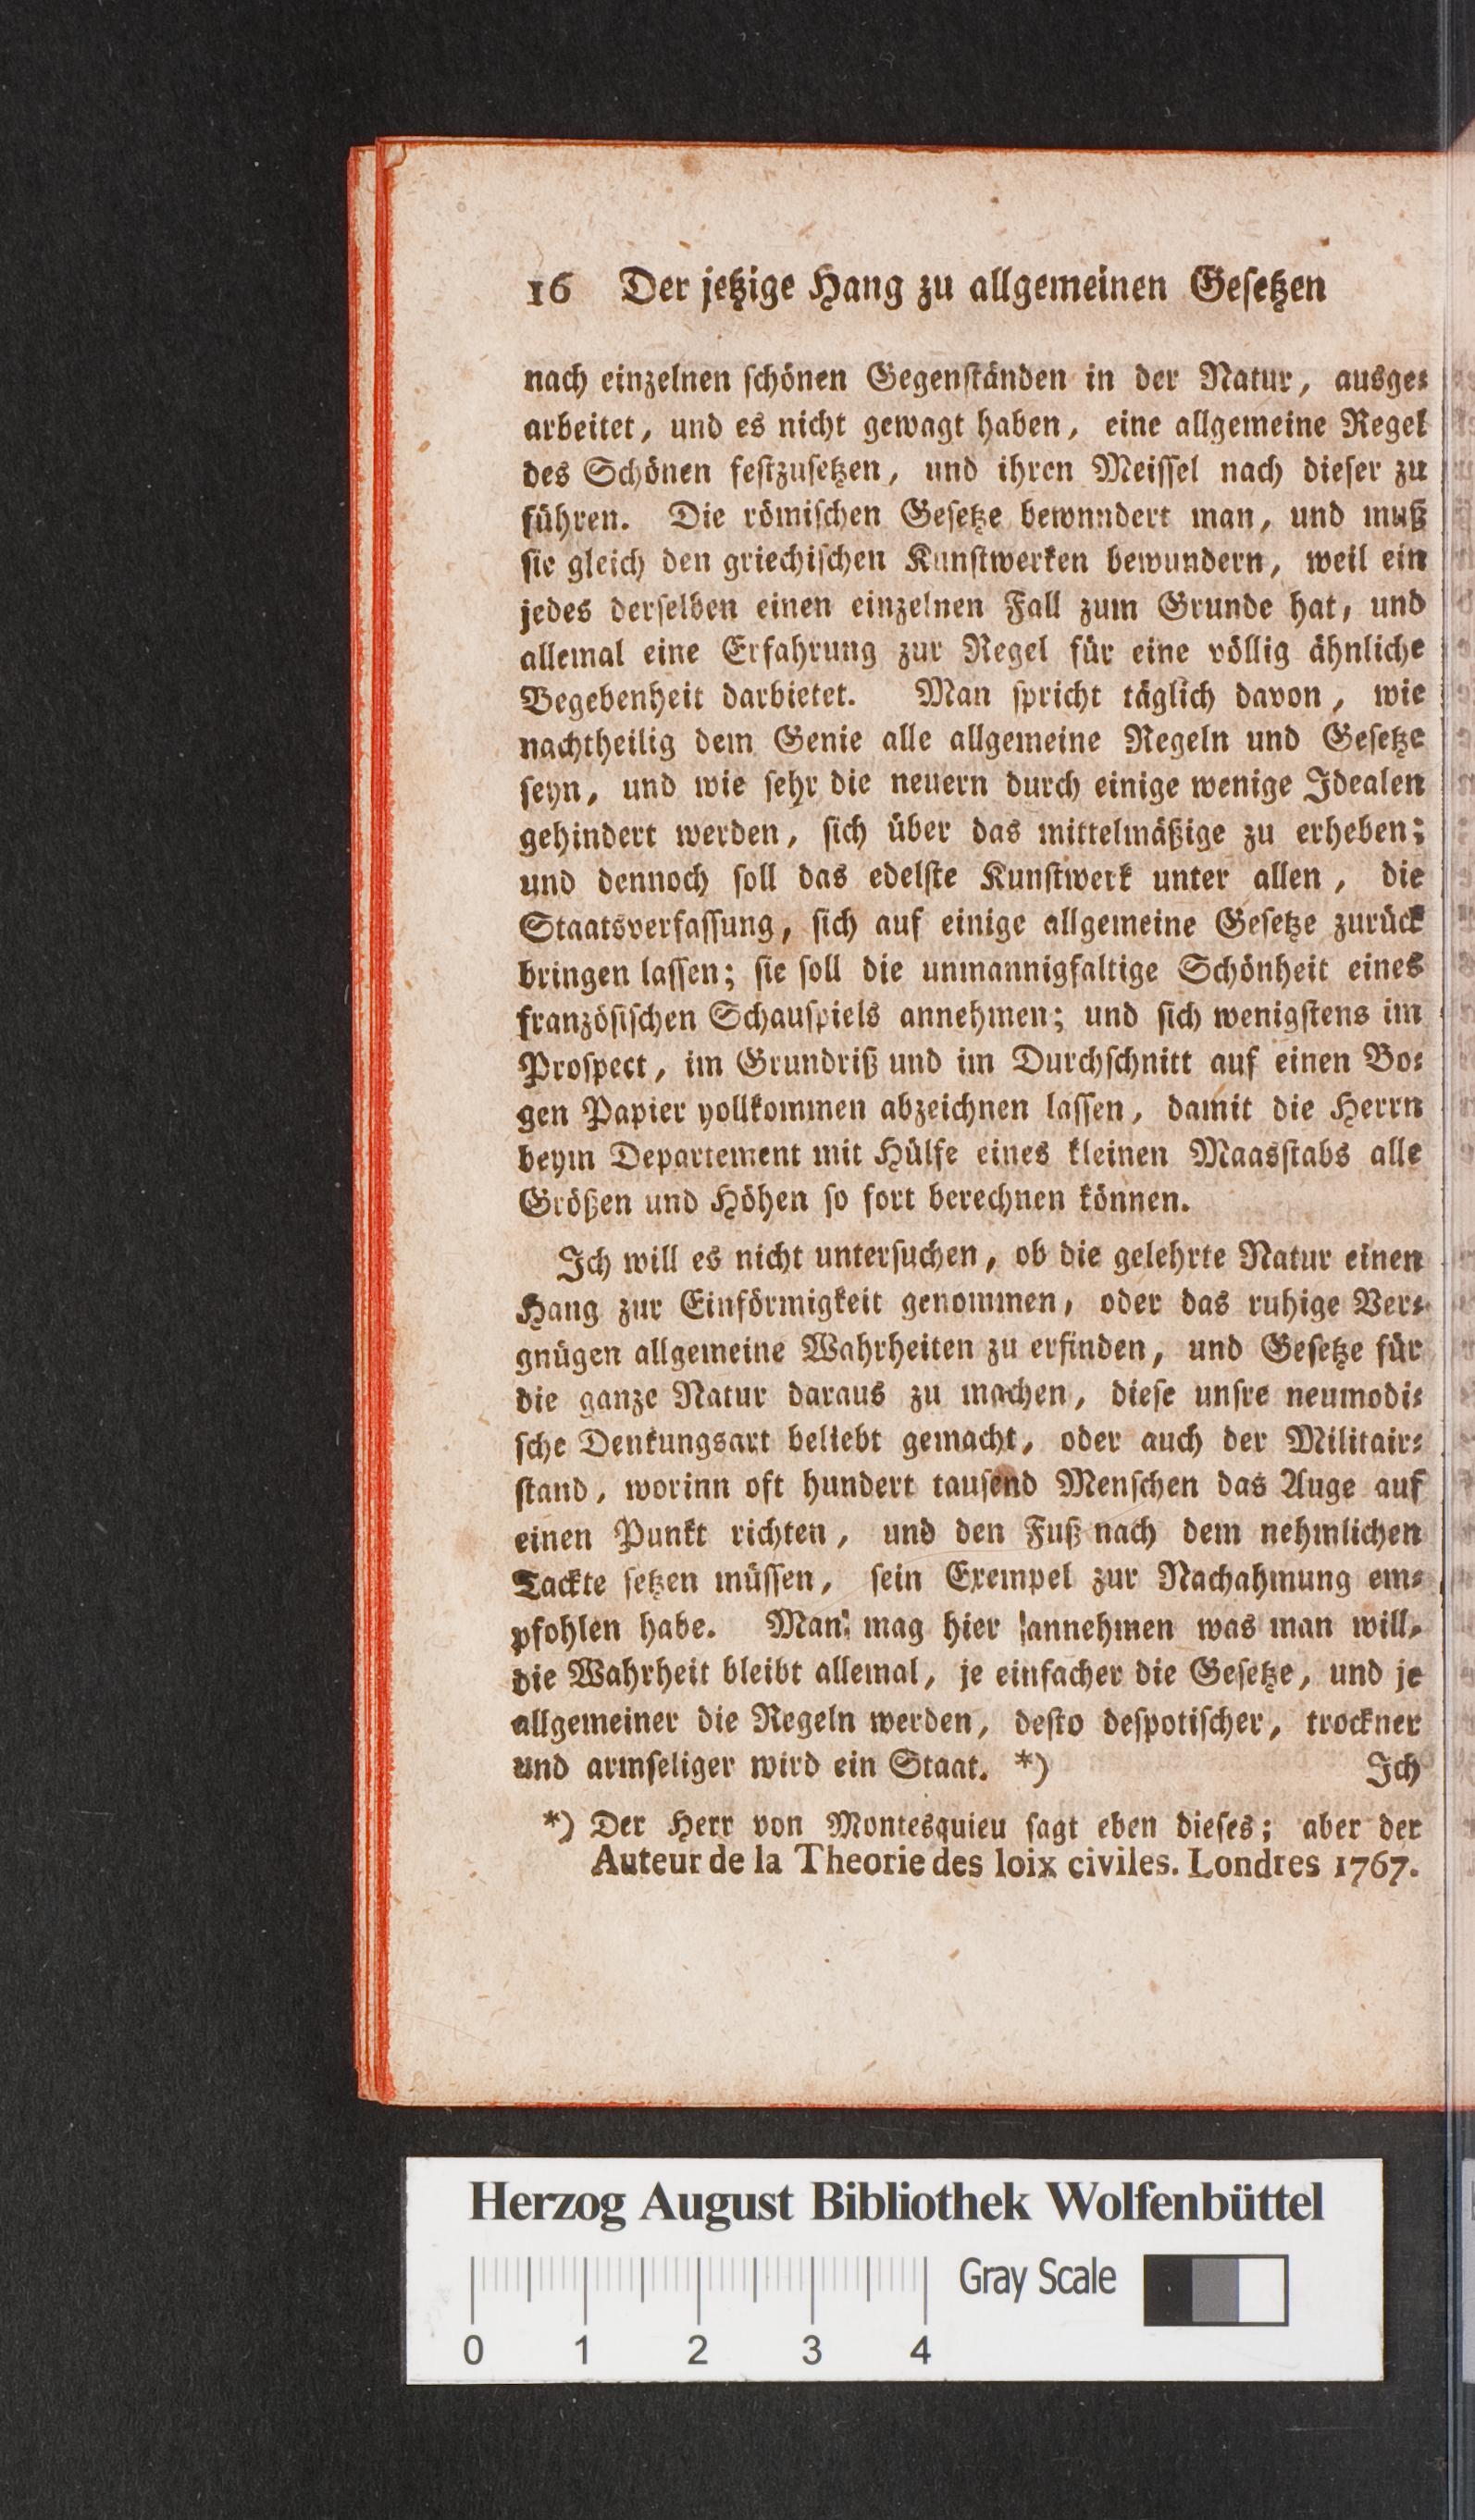 16 Der jetzige Hang zu allgemeinen Gesetzen
nach einzelnen schönen Gegenständen in der Natur, ausge-
arbeitet, und es nicht gewagt haben, eine allgemeine Regel
des Schönen festzusetzen, und ihren Meissel nach dieser zu
führen. Die römischen Gesetze bewnndert man, und muß
sie gleich den griechischen Kunstwerken bewundern, weil ein
jedes derselben einen einzelnen Fall zum Grunde hat, und
allemal eine Erfahrung zur Regel für eine völlig ähnliche
Begebenheit darbietet. Man spricht täglich davon, wie
nachtheilig dem Genie alle allgemeine Regeln und Gesetze
seyn, und wie sehr die neuern durch einige wenige Idealen
gehindert werden, sich über das mittelmäßige zu erheben;
und dennoch soll das edelste Kunstwerk unter allen, die
Staatsverfassung, sich auf einige allgemeine Gesetze zurück
bringen lassen; sie soll die unmannigfaltige Schönheit eines
französischen Schauspiels annehmen; und sich wenigstens im
Prospect, im Grundriß und im Durchschnitt auf einen Bo-
gen Papier vollkommen abzeichnen lassen, damit die Herrn
beym Departement mit Hülfe eines kleinen Maasstabs alle
Größen und Höhen so fort berechnen können.
Ich will es nicht untersuchen, ob die gelehrte Natur einen
Hang zur Einförmigkeit genommen, oder das ruhige Ver-
gnügen allgemeine Wahrheiten zu erfinden, und Gesetze für
die ganze Natur daraus zu machen, diese unsre neumodi-
sche Denkungsart beliebt gemacht, oder auch der Militair-
stand, worinn oft hundert tausend Menschen das Auge auf
einen Punkt richten, und den Fuß nach dem nehmlichen
Tackte setzen müssen, sein Exempel zur Nachahmung em-
pfohlen habe. Man mag hier annehmen was man will,
die Wahrheit bleibt allemal, je einfacher die Gesetze, und je
allgemeiner die Regeln werden, desto despotischer, trockner
und armseliger wird ein Staat. *) Ich
*) Der Herr von Montesquieu sagt eben dieses; aber der
Auteur de la Theorie des loix civiles. Londres 1767.
Herzog August Bibliothek Wolfenbüttel
Gray Scale
0 1 2 3 4